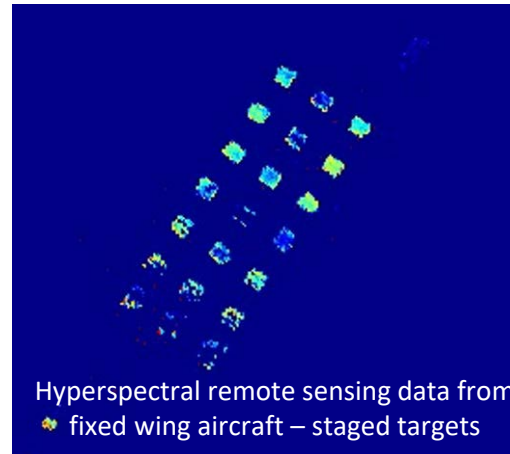 Hyperspectral remote sensing data from
fixed wing aircraft – staged targets